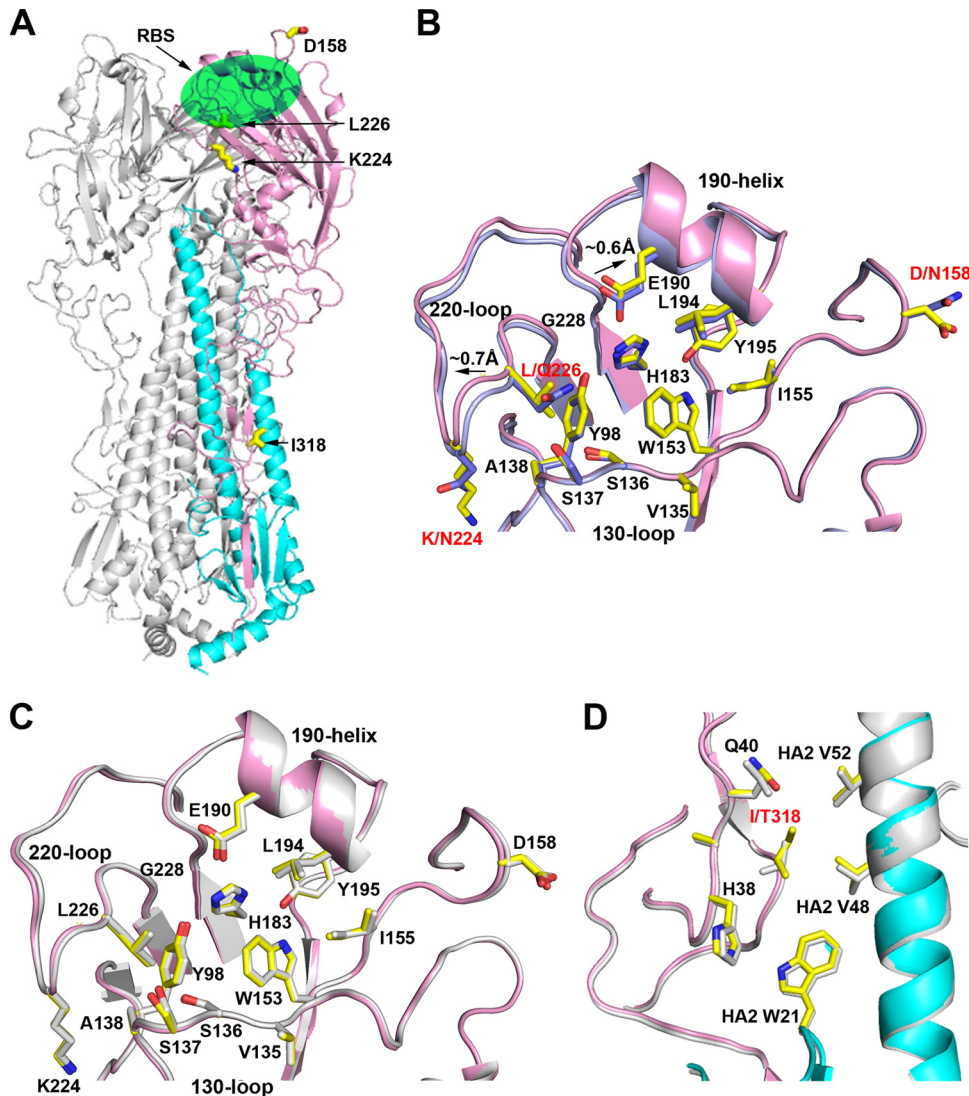 A
RBS
D158
L226
K224
I318
B
190-helix
~0.6Å
D/N158
E190
L194
220-loop
G228
Y195
~0.7Å
L/Q226
H183
I155
Y98
W153
A138
S136
S137
V135
K/N224
130-loop
C
190-helix
E190
220-loop
L194
D158
G228
Y195
L226
H183
I155
Y98
W153
A138
S136
S137
V135
K224
130-loop
D
Q40
HA2 V52
I/T318
H38
HA2 V48
HA2 W21